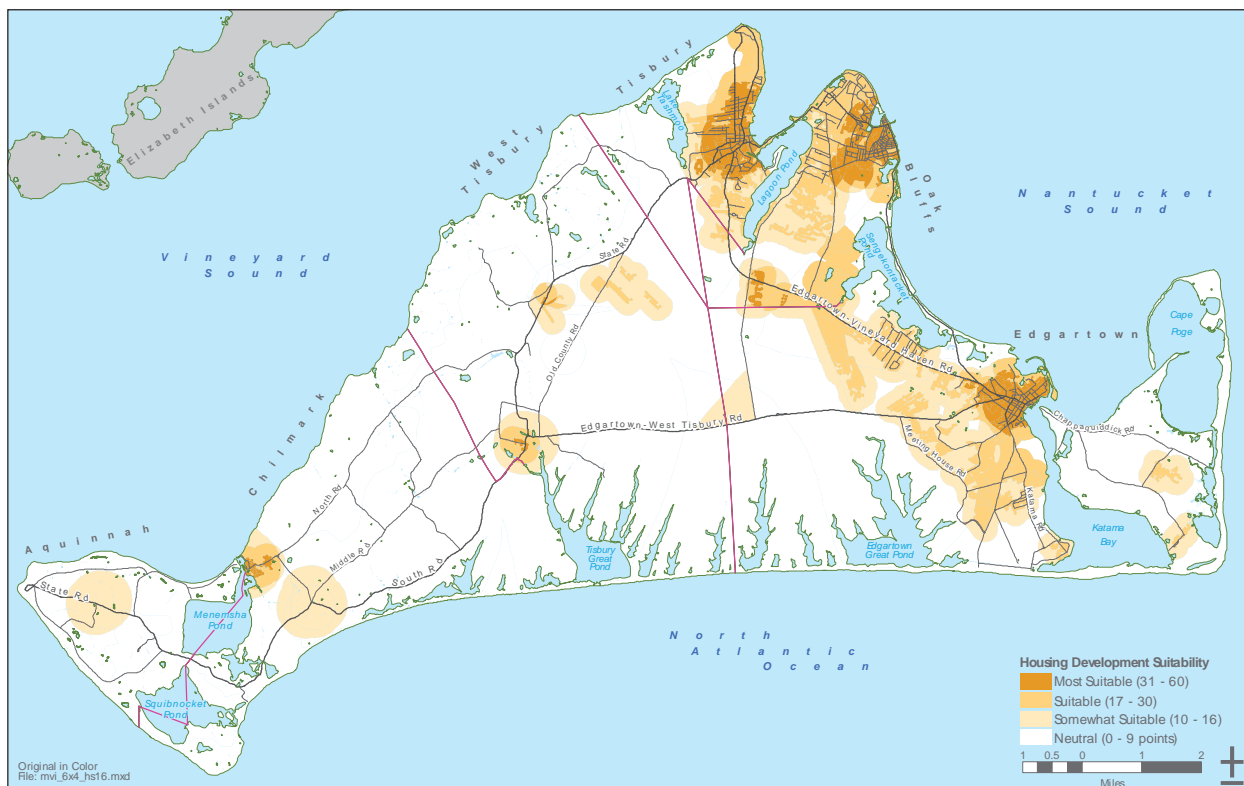 Elizabeth Islands
Tisbury
West
Tisbury
Lake
Tashmoo
Lagoon Pond
Oak
Bluffs
Nantucket
Sound
Vineyard
Sound
Sengekontacket
Pond
State Rd
Edgartown-Vineyard Haven Rd
Edgartown
Cape
Poge
Old County Rd
Chilmark
Edgartown-West Tisbury Rd
Chappaquiddick Rd
Meeting House Rd
Katama Rd
North Rd
Middle Rd
South Rd
Aquinnah
State Rd
Menemsha
Pond
Squibnocket
Pond
Tisbury
Great
Pond
Edgartown
Great Pond
Katama
Bay
North
Atlantic
Ocean
Housing Development Suitability
Most Suitable (31 - 60)
Suitable (17 - 30)
Somewhat Suitable (10 - 16)
Neutral (0 - 9 points)
1 0.5 0 1 2
Miles
Original in Color
File: mvi_6x4_hs16.mxd